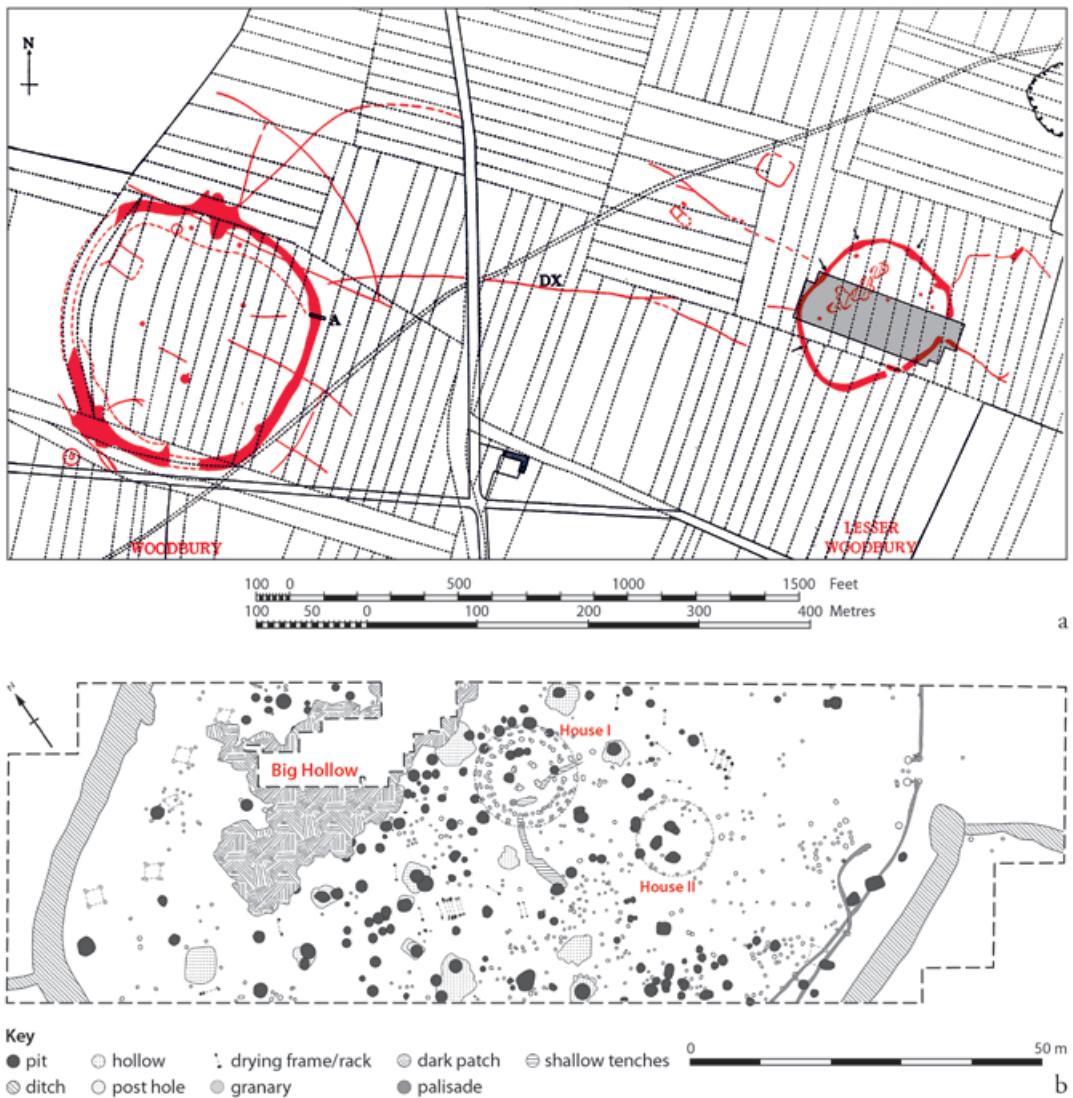 N
A
DX
WOODBURY
LESSER
WOODBURY
100 0 500 1000 1500 Feet
100 50 0 100 200 300 400 Metres
a
N
House I
Big Hollow
House II
Key
pit hollow drying frame/rack dark patch shallow tenches
ditch post hole granary palisade
0 50 m
b